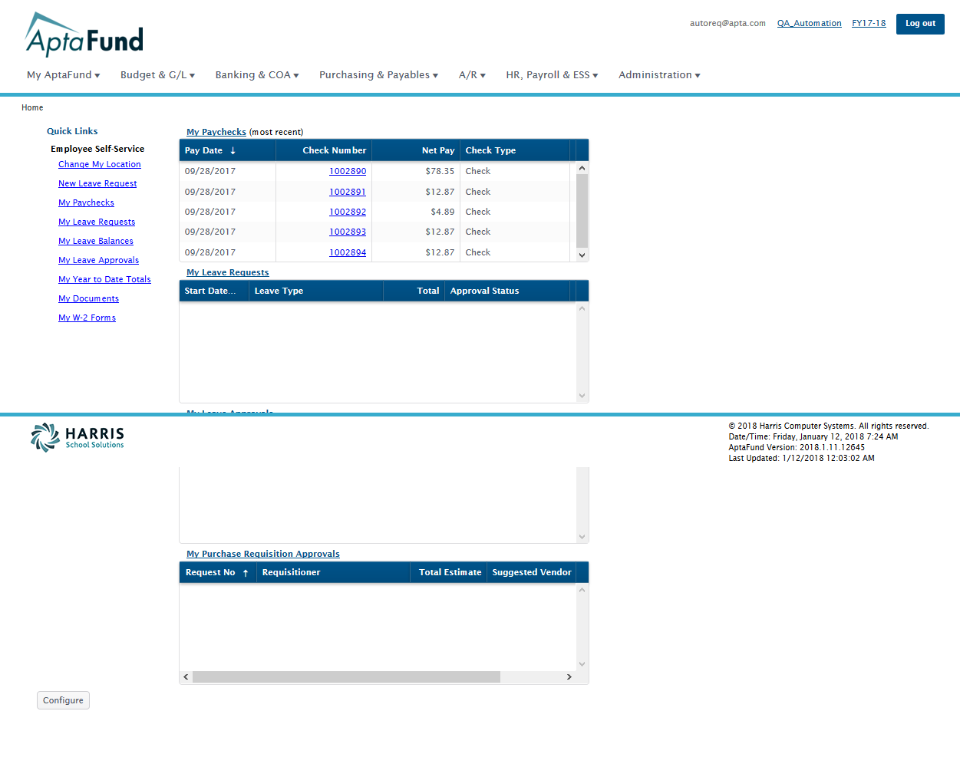 AptaFund
autoreq@apta.com QA_Automation FY17-18 Log out
My AptaFund Budget & G/L Banking & COA Purchasing & Payables A/R HR, Payroll & ESS Administration
Home
Quick Links
Employee Self-Service
Change My Location
New Leave Request
My Paychecks
My Leave Requests
My Leave Balances
My Leave Approvals
My Year to Date Totals
My Documents
My W-2 Forms
My Paychecks (most recent)
Pay Date ↓ Check Number Net Pay Check Type
09/28/2017 1002890 $78.35 Check
09/28/2017 1002891 $12.87 Check
09/28/2017 1002892 $4.89 Check
09/28/2017 1002893 $12.87 Check
09/28/2017 1002894 $12.87 Check
My Leave Requests
Start Date... Leave Type Total Approval Status
My Leave Approvals
HARRIS
School Solutions
© 2018 Harris Computer Systems. All rights reserved.
Date/Time: Friday, January 12, 2018 7:24 AM
AptaFund Version: 2018.1.11.12645
Last Updated: 1/12/2018 12:03:02 AM
My Purchase Requisition Approvals
Request No ↑ Requisitioner Total Estimate Suggested Vendor
Configure